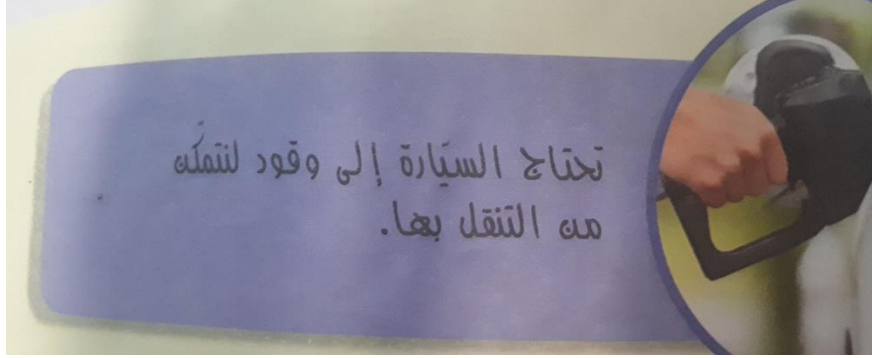 تحتاج السيّارة إلى وقود لنتمكّن
من التنقل بها.